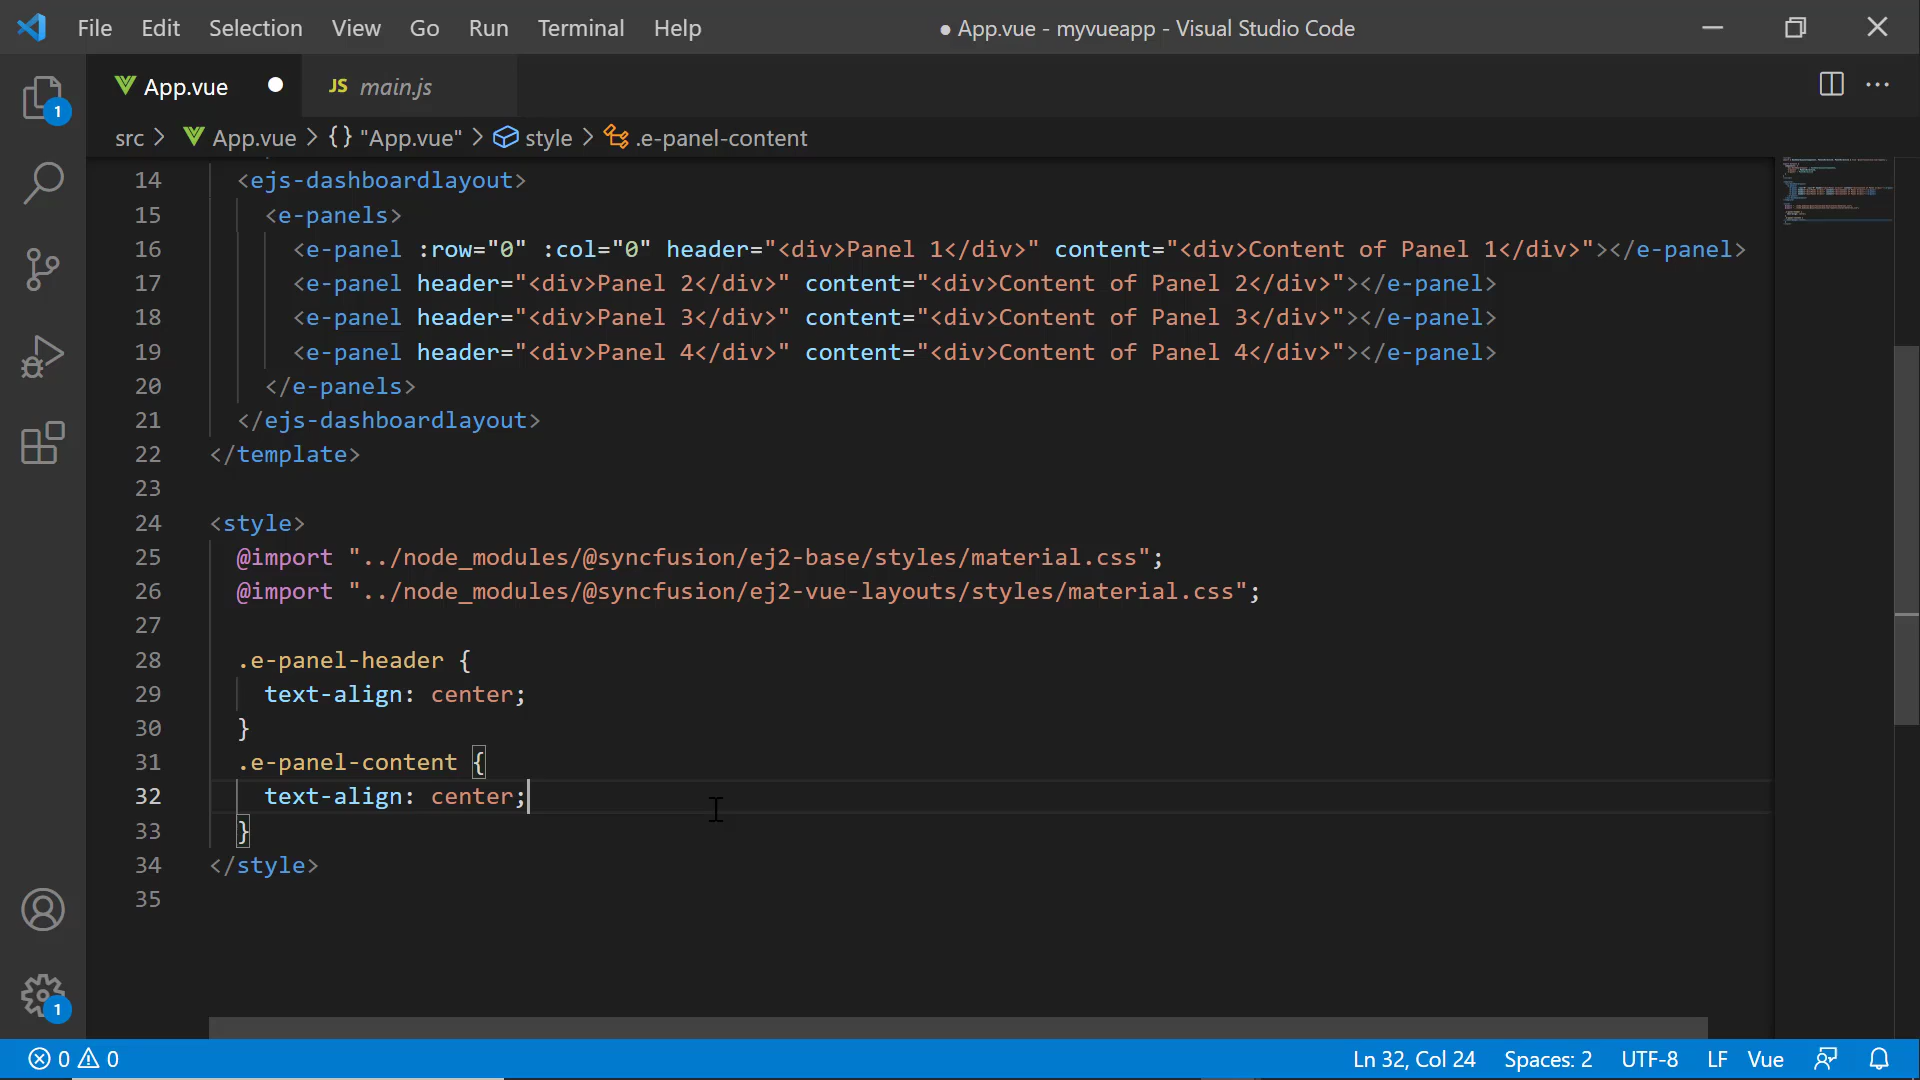 File Edit Selection View Go Run Terminal Help ● App.vue - myvueapp - Visual Studio Code
App.vue JS main.js
src > App.vue > {} "App.vue" > style > .e-panel-content
14 <ejs-dashboardlayout>
15 <e-panels>
16 <e-panel :row="0" :col="0" header="<div>Panel 1</div>" content="<div>Content of Panel 1</div>"></e-panel>
17 <e-panel header="<div>Panel 2</div>" content="<div>Content of Panel 2</div>"></e-panel>
18 <e-panel header="<div>Panel 3</div>" content="<div>Content of Panel 3</div>"></e-panel>
19 <e-panel header="<div>Panel 4</div>" content="<div>Content of Panel 4</div>"></e-panel>
20 </e-panels>
21 </ejs-dashboardlayout>
22 </template>
23
24 <style>
25 @import "../node_modules/@syncfusion/ej2-base/styles/material.css";
26 @import "../node_modules/@syncfusion/ej2-vue-layouts/styles/material.css";
27
28 .e-panel-header {
29 text-align: center;
30 }
31 .e-panel-content {
32 text-align: center;
33 }
34 </style>
35
1
1
0 0 Ln 32, Col 24 Spaces: 2 UTF-8 LF Vue